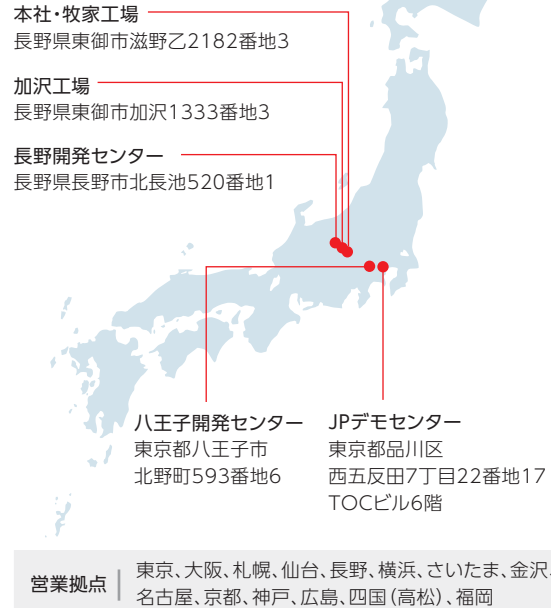 本社・牧家工場
長野県東御市滋野乙2182番地3
加沢工場
長野県東御市加沢1333番地3
長野開発センター
長野県長野市北長池520番地1
八王子開発センター
東京都八王子市
北野町593番地6
JPデモセンター
東京都品川区
西五反田7丁目22番地17
TOCビル6階
営業拠点
東京、大阪、札幌、仙台、長野、横浜、さいたま、金沢、
名古屋、京都、神戸、広島、四国(高松)、福岡